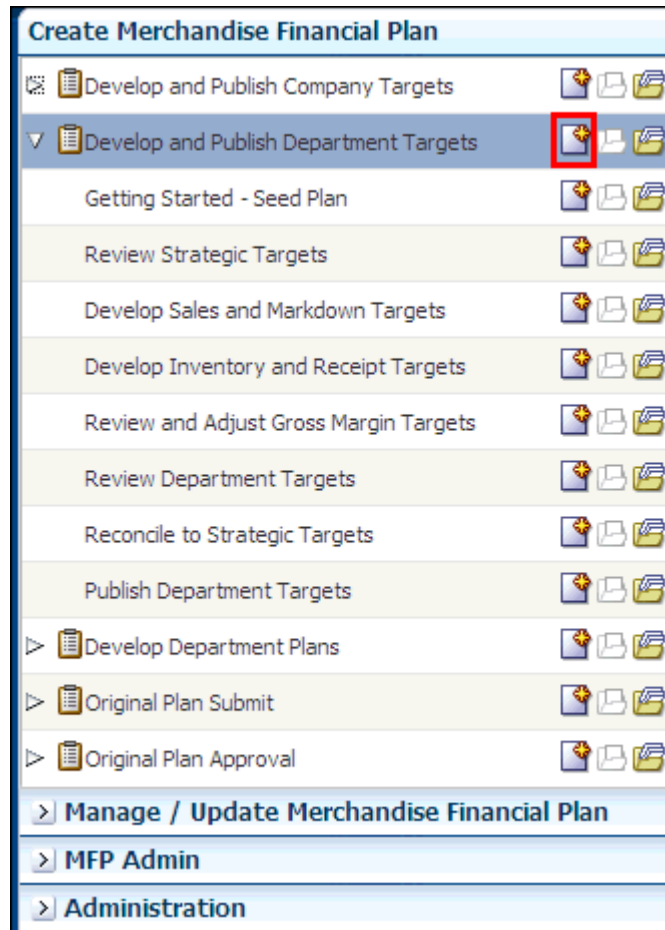 Create Merchandise Financial Plan
Develop and Publish Company Targets
Develop and Publish Department Targets
Getting Started - Seed Plan
Review Strategic Targets
Develop Sales and Markdown Targets
Develop Inventory and Receipt Targets
Review and Adjust Gross Margin Targets
Review Department Targets
Reconcile to Strategic Targets
Publish Department Targets
Develop Department Plans
Original Plan Submit
Original Plan Approval
Manage / Update Merchandise Financial Plan
MFP Admin
Administration